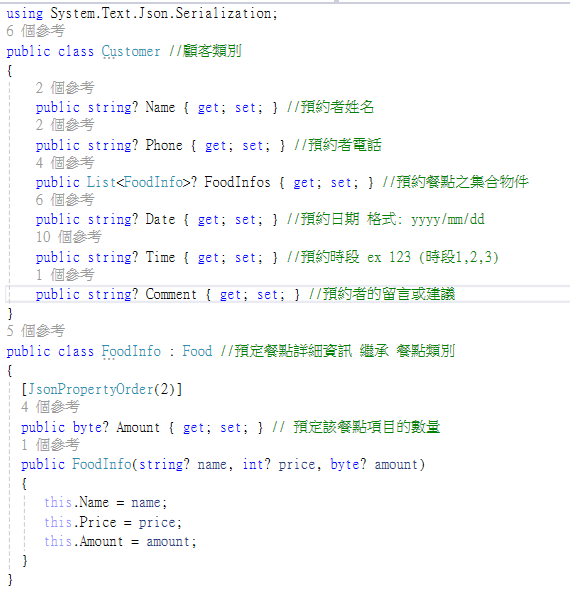 using System.Text.Json.Serialization;
6 個參考
public class Customer //顧客類別
{
2 個參考
public string? Name { get; set; } //預約者姓名
2 個參考
public string? Phone { get; set; } //預約者電話
4 個參考
public List<FoodInfo>? FoodInfos { get; set; } //預約餐點之集合物件
6 個參考
public string? Date { get; set; } //預約日期 格式: yyyy/mm/dd
10 個參考
public string? Time { get; set; } //預約時段 ex 123 (時段1,2,3)
1 個參考
public string? Comment { get; set; } //預約者的留言或建議
}
5 個參考
public class FoodInfo : Food //預定餐點詳細資訊 繼承 餐點類別
{
[JsonPropertyOrder(2)]
4 個參考
public byte? Amount { get; set; } // 預定該餐點項目的數量
1 個參考
public FoodInfo(string? name, int? price, byte? amount)
{
this.Name = name;
this.Price = price;
this.Amount = amount;
}
}